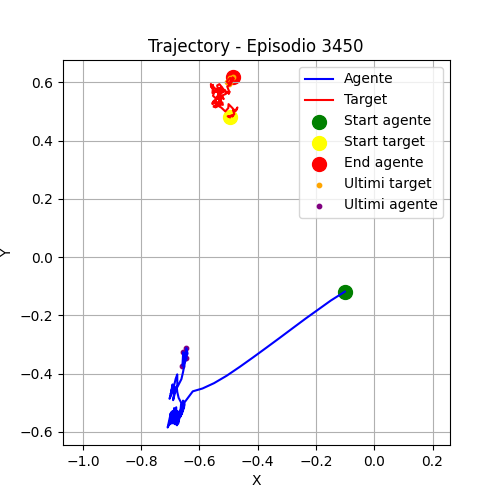 Trajectory - Episodio 3450
Agente
Target
Start agente
Start target
End agente
Ultimi target
Ultimi agente
0.6
0.4
0.2
0.0
−0.2
−0.4
−0.6
Y
−1.0 −0.8 −0.6 −0.4 −0.2 0.0 0.2
X